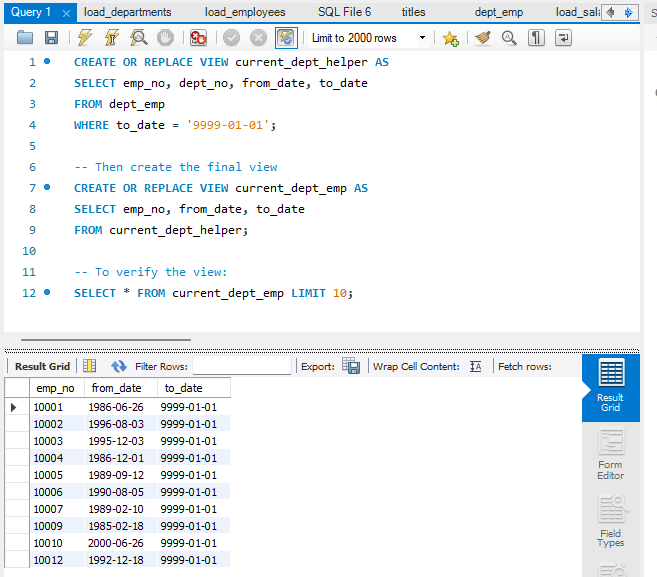 Query 1 load_departments load_employees SQL File 6 titles dept_emp load_sala
Limit to 2000 rows
1 CREATE OR REPLACE VIEW current_dept_helper AS
2 SELECT emp_no, dept_no, from_date, to_date
3 FROM dept_emp
4 WHERE to_date = '9999-01-01';
5
6 -- Then create the final view
7 CREATE OR REPLACE VIEW current_dept_emp AS
8 SELECT emp_no, from_date, to_date
9 FROM current_dept_helper;
10
11 -- To verify the view:
12 SELECT * FROM current_dept_emp LIMIT 10;
Result Grid Filter Rows: Export: Wrap Cell Content: Fetch rows:
emp_no from_date to_date
10001 1986-06-26 9999-01-01
10002 1996-08-03 9999-01-01
10003 1995-12-03 9999-01-01
10004 1986-12-01 9999-01-01
10005 1989-09-12 9999-01-01
10006 1990-08-05 9999-01-01
10007 1989-02-10 9999-01-01
10009 1985-02-18 9999-01-01
10010 2000-06-26 9999-01-01
10012 1992-12-18 9999-01-01
Result
Grid
Form
Editor
Field
Types